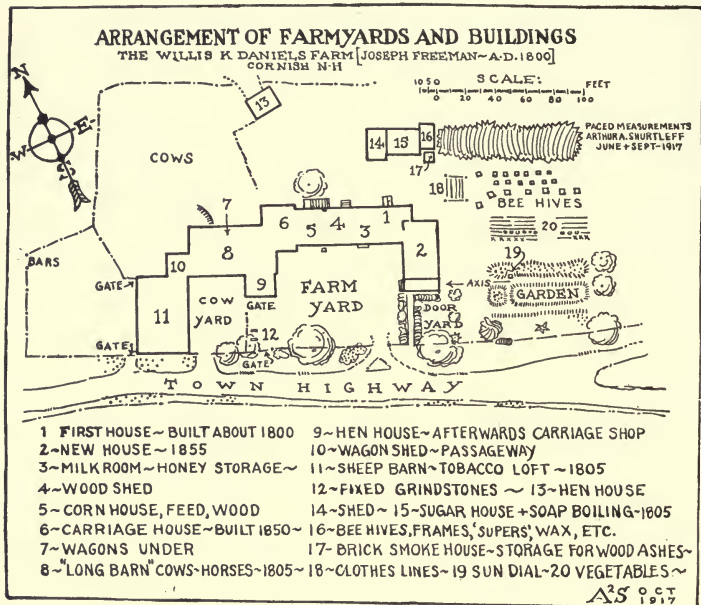 ARRANGEMENT OF FARMYARDS AND BUILDINGS
THE WILLIS K DANIELS FARM [JOSEPH FREEMAN~A.D.1800]
CORNISH N·H
N
E
W
S
SCALE:
10 50 FEET
0 20 40 60 80 100
13
COWS
14 15 16
17
PACED MEASUREMENTS
ARTHUR A. SHURTLEFF
JUNE + SEPT-1917
18
BEE HIVES
7
6 5 4 3 1
2
8
20
19
BARS
10
9
GATE
FARM
YARD
AXIS
GARDEN
COW
YARD
GATE
DOOR
YARD
11
12
GATE
GATE
TOWN HIGHWAY
1 FIRST HOUSE~BUILT ABOUT 1800
2~NEW HOUSE~1855
3~MILK ROOM~HONEY STORAGE~
4~WOOD SHED
5~CORN HOUSE, FEED, WOOD
6~CARRIAGE HOUSE~BUILT 1850~
7~WAGONS UNDER
8~"LONG BARN" COWS~HORSES~1805~
9~HEN HOUSE~AFTERWARDS CARRIAGE SHOP
10~WAGON SHED~PASSAGEWAY
11~SHEEP BARN~TOBACCO LOFT~1805
12~FIXED GRINDSTONES ~ 13~HEN HOUSE
14~SHED~15~SUGAR HOUSE+SOAP BOILING~1805
16~BEE HIVES, FRAMES, 'SUPERS', WAX, ETC.
17~BRICK SMOKE HOUSE~STORAGE FOR WOOD ASHES~
18~CLOTHES LINES~19 SUN DIAL~20 VEGETABLES~
A2S OCT
1917